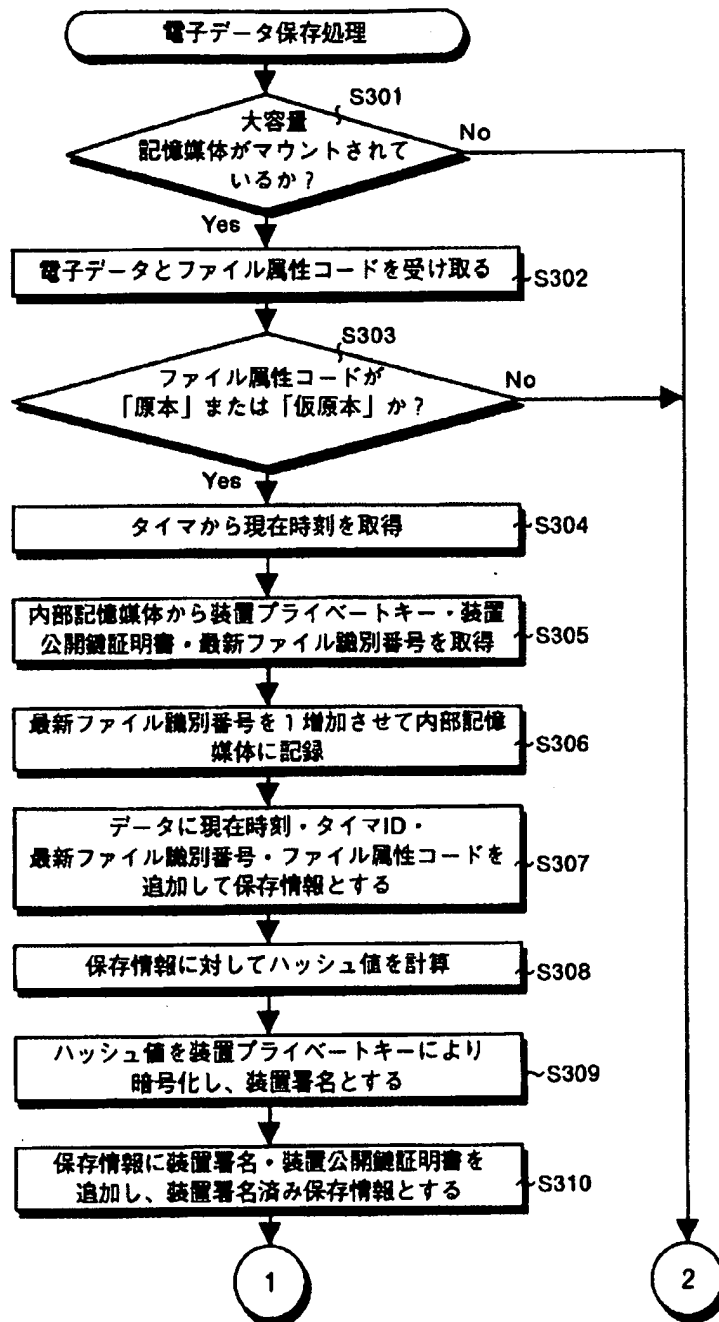 電子データ保存処理
S301
大容量
記憶媒体がマウントされて
いるか？
No
Yes
電子データとファイル属性コードを受け取る
S302
S303
ファイル属性コードが
「原本」または「仮原本」か？
No
Yes
タイマから現在時刻を取得
S304
内部記憶媒体から装置プライベートキー・装置
公開鍵証明書・最新ファイル識別番号を取得
S305
最新ファイル識別番号を1増加させて内部記憶
媒体に記録
S306
データに現在時刻・タイマID・
最新ファイル識別番号・ファイル属性コードを
追加して保存情報とする
S307
保存情報に対してハッシュ値を計算
S308
ハッシュ値を装置プライベートキーにより
暗号化し、装置署名とする
S309
保存情報に装置署名・装置公開鍵証明書を
追加し、装置署名済み保存情報とする
S310
1
2